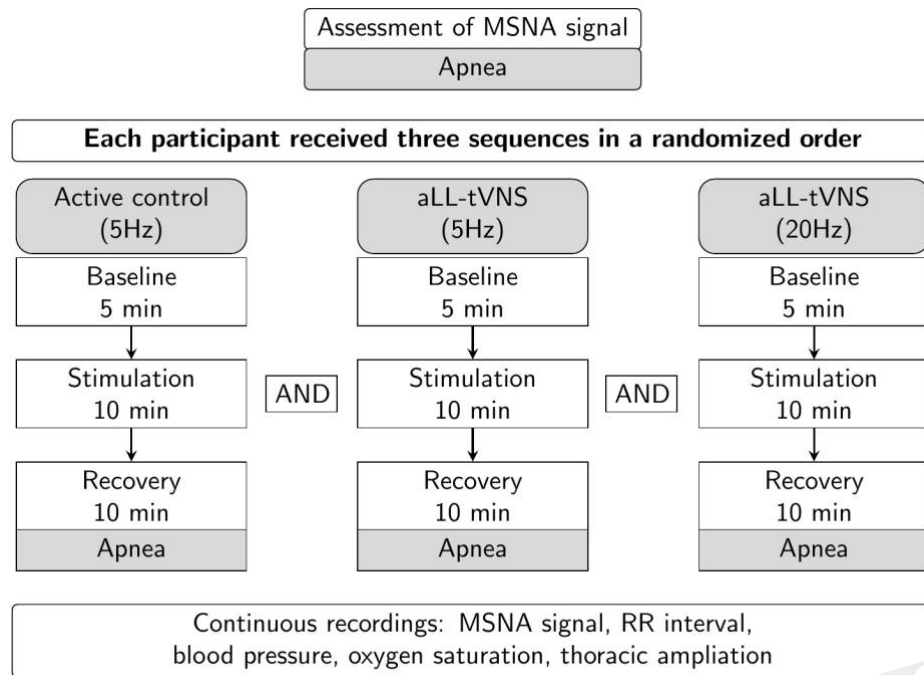 Assessment of MSNA signal
Apnea
Each participant received three sequences in a randomized order
Active control
(5Hz)
Baseline
5 min
Stimulation
10 min
Recovery
10 min
Apnea
AND
aLL-tVNS
(5Hz)
Baseline
5 min
Stimulation
10 min
Recovery
10 min
Apnea
AND
aLL-tVNS
(20Hz)
Baseline
5 min
Stimulation
10 min
Recovery
10 min
Apnea
Continuous recordings: MSNA signal, RR interval,
blood pressure, oxygen saturation, thoracic ampliation